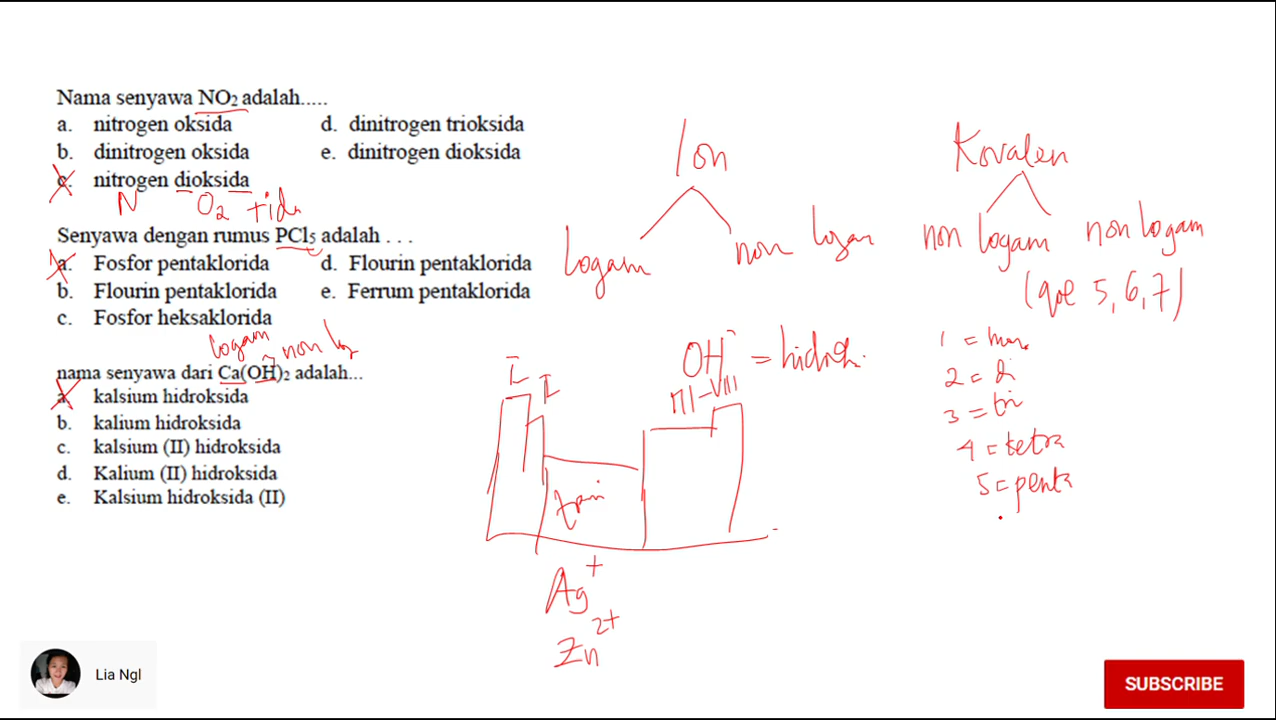 Nama senyawa NO₂ adalah.....
a. nitrogen oksida d. dinitrogen trioksida
b. dinitrogen oksida e. dinitrogen dioksida
c. nitrogen dioksida
N O₂
Senyawa dengan rumus PCl₅ adalah . . .
a. Fosfor pentaklorida d. Flourin pentaklorida
b. Flourin pentaklorida e. Ferrum pentaklorida
c. Fosfor heksaklorida
logam non
nama senyawa dari Ca(OH)₂ adalah...
a. kalsium hidroksida
b. kalium hidroksida
c. kalsium (II) hidroksida
d. Kalium (II) hidroksida
e. Kalsium hidroksida (II)
Ion
Logam non logam
OH⁻ =
I II III - VIII
Ag⁺
Zn²⁺
Kovalen
non logam non logam
(gol 5, 6, 7)
1 =
2 = di
3 = tri
4 = tetra
5 = penta
Lia Ngl
SUBSCRIBE